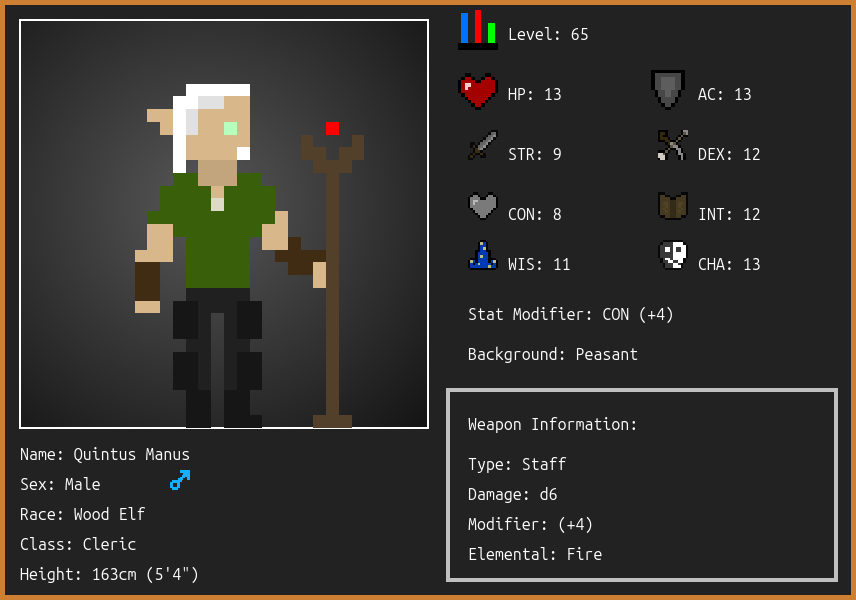 Level: 65
HP: 13
AC: 13
STR: 9
DEX: 12
CON: 8
INT: 12
WIS: 11
CHA: 13
Stat Modifier: CON (+4)
Background: Peasant
Weapon Information:
Type: Staff
Damage: d6
Modifier: (+4)
Elemental: Fire
Name: Quintus Manus
Sex: Male
Race: Wood Elf
Class: Cleric
Height: 163cm (5'4")